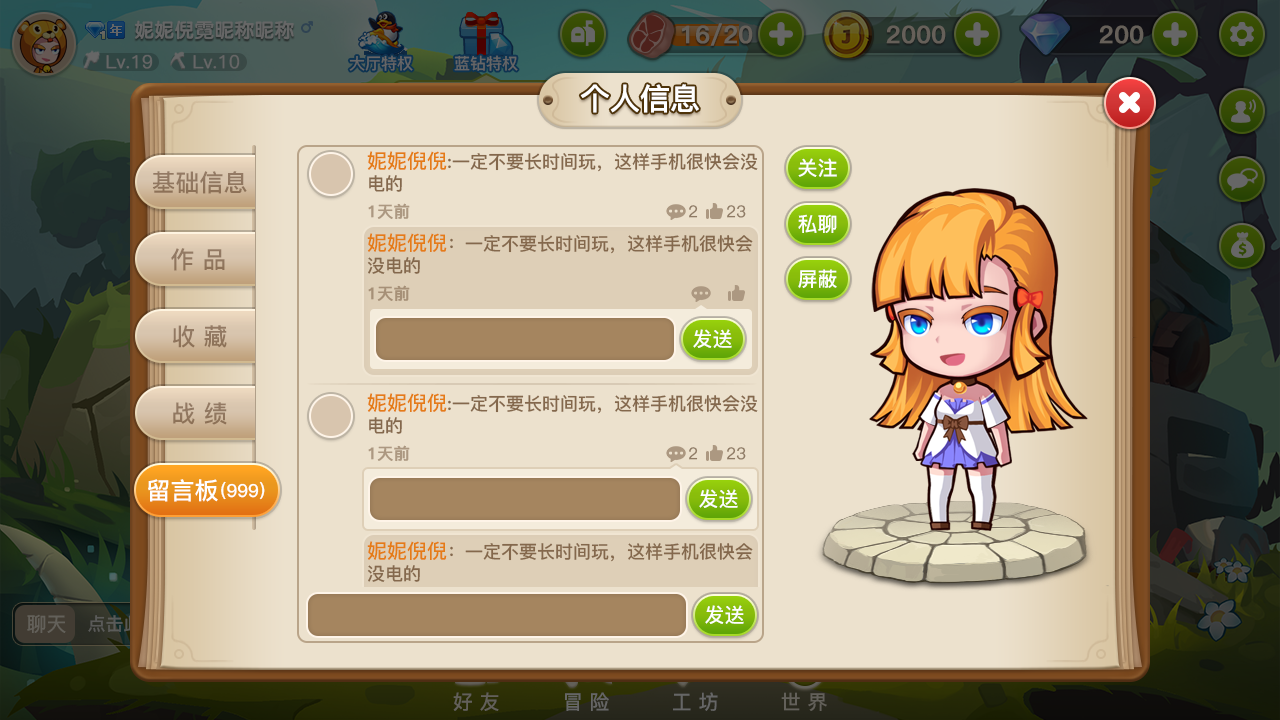 年 妮妮倪霓昵称昵称
Lv.19 Lv.10
大厅特权
蓝钻特权
16/20
2000
200
个人信息
基础信息
作品
收藏
战绩
留言板(999)
妮妮倪倪:一定不要长时间玩，这样手机很快会没
电的
1天前 2 23
妮妮倪倪：一定不要长时间玩，这样手机很快会
没电的
1天前
发送
妮妮倪倪:一定不要长时间玩，这样手机很快会没
电的
1天前 2 23
发送
妮妮倪倪：一定不要长时间玩，这样手机很快会
没电的
发送
关注
私聊
屏蔽
聊天 点击
好友 冒险 工坊 世界